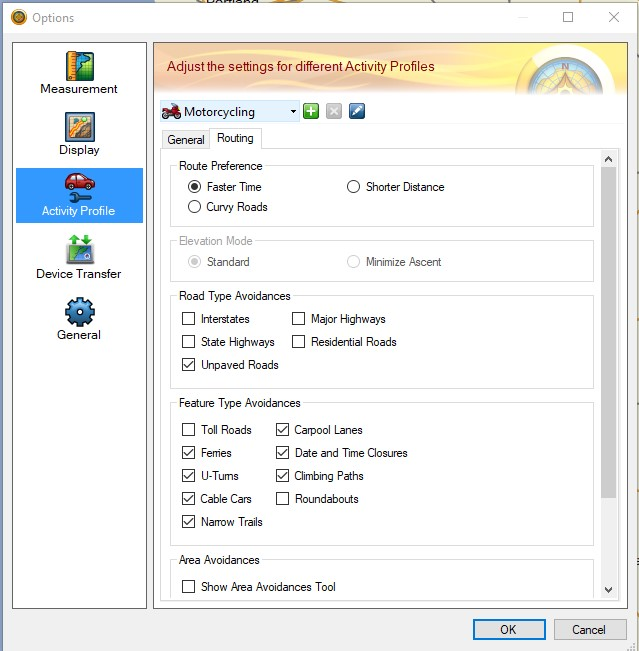 Portland
Options
Adjust the settings for different Activity Profiles
N
Measurement
Display
Activity Profile
Device Transfer
General
Motorcycling
General Routing
Route Preference
Faster Time Shorter Distance
Curvy Roads
Elevation Mode
Standard Minimize Ascent
Road Type Avoidances
Interstates Major Highways
State Highways Residential Roads
Unpaved Roads
Feature Type Avoidances
Toll Roads Carpool Lanes
Ferries Date and Time Closures
U-Turns Climbing Paths
Cable Cars Roundabouts
Narrow Trails
Area Avoidances
Show Area Avoidances Tool
OK Cancel